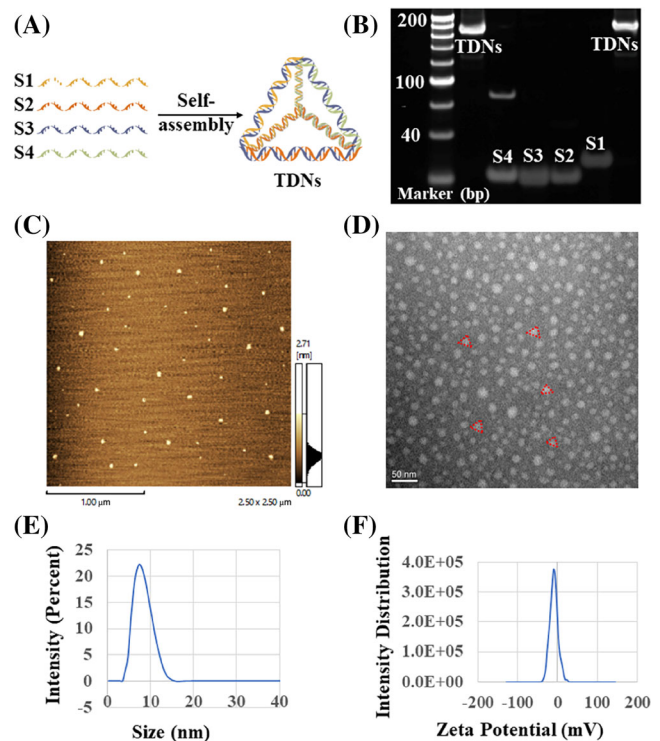 (A)
S1
S2
S3
S4
Self-
assembly
TDNs
(B)
200
100
40
TDNs
TDNs
S4 S3 S2 S1
Marker (bp)
(C)
2.71
[nm]
0.00
1.00 µm
2.50 x 2.50 µm
(D)
50 nm
(E)
Intensity (Percent)
25
20
15
10
5
0
-5
0 10 20 30 40
Size (nm)
(F)
Intensity Distribution
4.0E+05
3.0E+05
2.0E+05
1.0E+05
0.0E+00
-200 -100 0 100 200
Zeta Potential (mV)